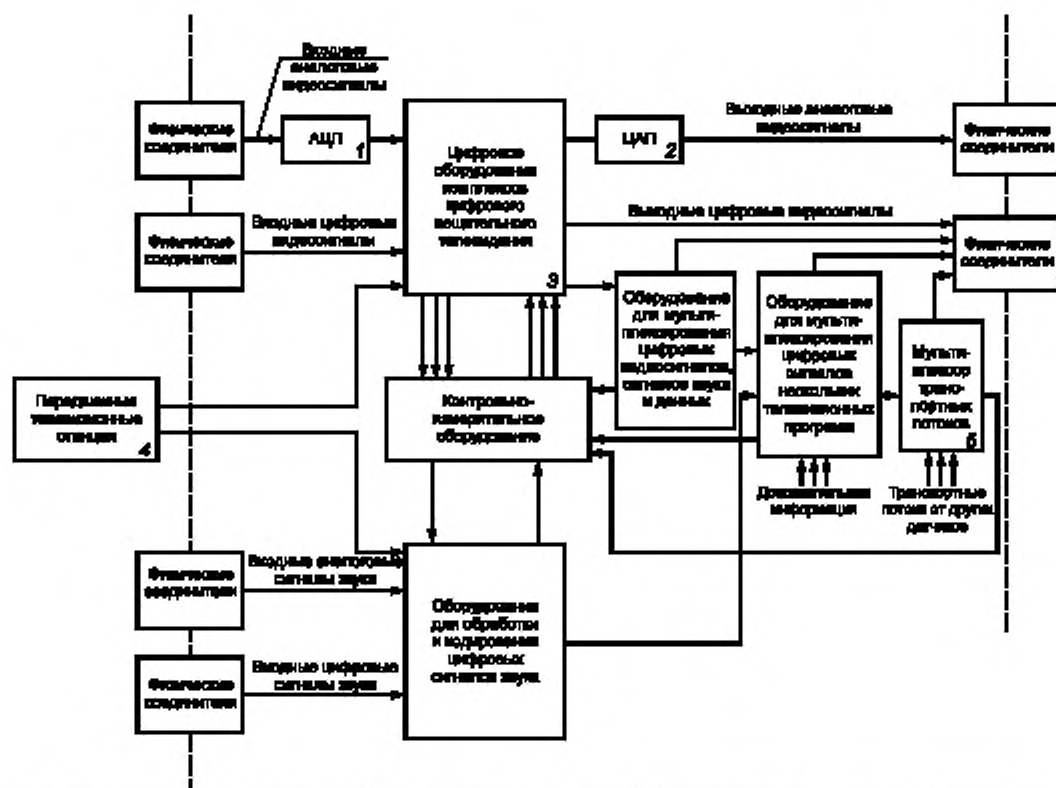 Входные
аналоговые
видеосигналы
Физические
соединители
АЦП
1
Цифровое
оборудование
комплексов
цифрового
вещательного
телевидения
3
ЦАП
2
Выходные аналоговые
видеосигналы
Физические
соединители
Физические
соединители
Входные цифровые
видеосигналы
Выходные цифровые видеосигналы
Физические
соединители
Оборудование
для мульти-
плексирования
цифровых
видеосигналов,
сигналов звука
и данных
Оборудование
для мульти-
плексирования
цифровых
сигналов
нескольких
телевизионных
программ
Мульти-
плексор
транс-
портных
потоков
5
Передвижные
телевизионные
станции
4
Контрольно-
измерительное
оборудование
Дополнительная
информация
Транспортные
потоки от других
датчиков
Физические
соединители
Входные аналоговые
сигналы звука
Оборудование
для обработки
и кодирования
цифровых
сигналов звука
Физические
соединители
Входные цифровые
сигналы звука